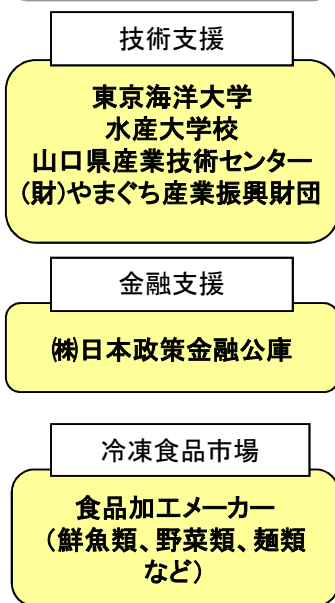 技術支援
東京海洋大学
水産大学校
山口県産業技術センター
(財)やまぐち産業振興財団
金融支援
㈱日本政策金融公庫
冷凍食品市場
食品加工メーカー
（鮮魚類、野菜類、麺類
など）